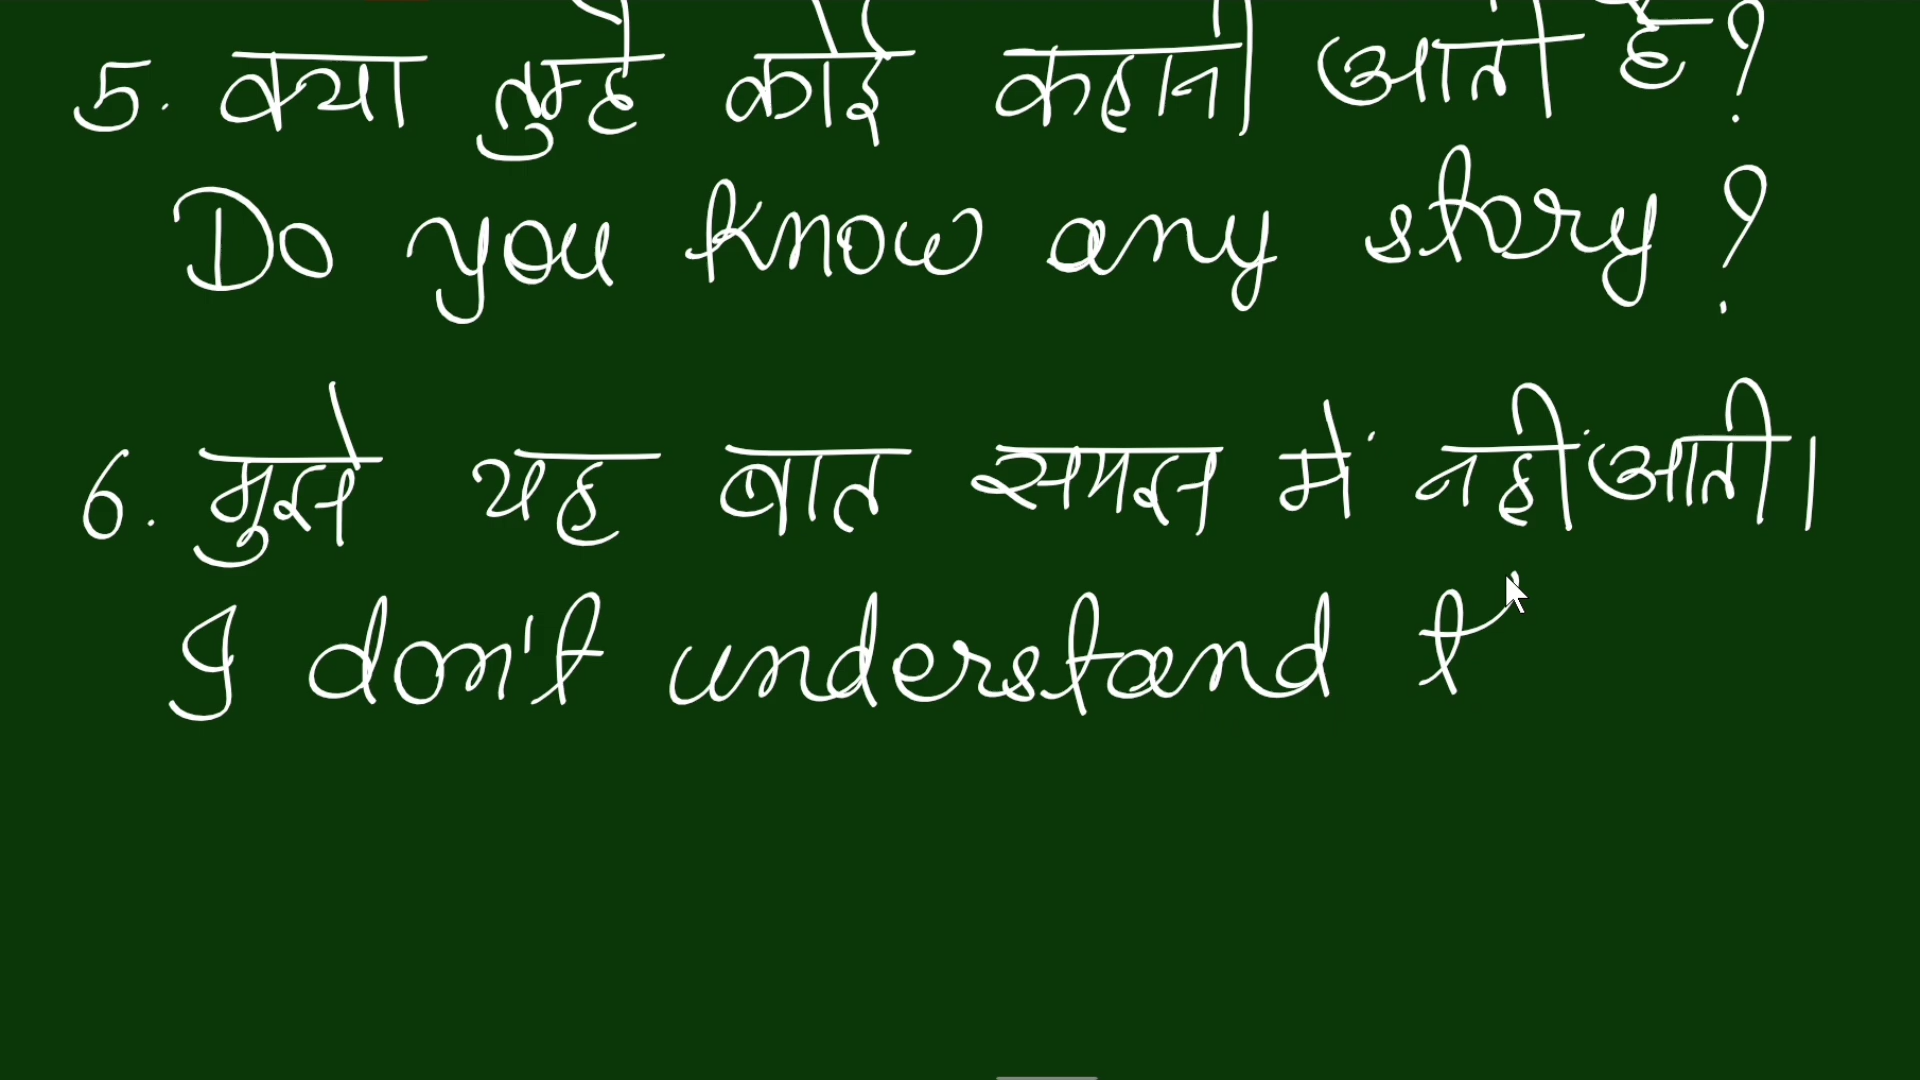 5. क्या तुम्हे कोई कहानी आती है?
Do you know any story?
6. मुझे यह बात समझ में नहीं आती।
I don't understand t